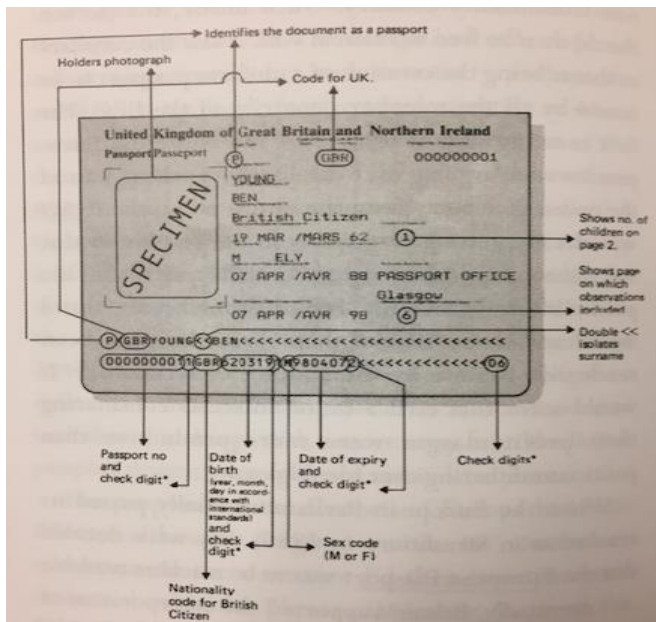 Identifies the document as a passport
Holders photograph
Code for UK.
United Kingdom of Great Britain and Northern Ireland
Passport Passeport
P GBR 000000001
YOUNG
BEN
British Citizen
19 MAR /MARS 62 1
M ELY
07 APR /AVR 88 PASSPORT OFFICE
Glasgow
07 APR /AVR 98 6
SPECIMEN
P<GBRYOUNG<<BEN<<<<<<<<<<<<<<<<<<<<<<<<<<<<<
0000000011GBR6203191M9804072<<<<<<<<<<<<<<06
Shows no. of
children on
page 2.
Shows page
on which
observations
included
Double <<
isolates
surname
Passport no
and
check digit*
Date of
birth
(year, month,
day in accord-
ance with
international
standards)
and
check
digit*
Date of expiry
and
check digit*
Check digits*
Sex code
(M or F)
Nationality
code for British
Citizen